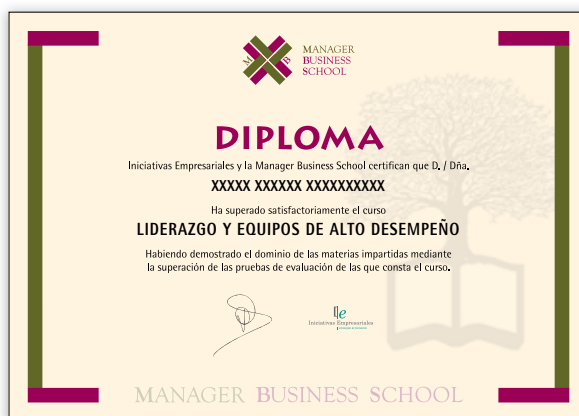 M B
MANAGER
BUSINESS
SCHOOL
DIPLOMA
Iniciativas Empresariales y la Manager Business School certifican que D. / Dña.
XXXXX XXXXXX XXXXXXXXXX
Ha superado satisfactoriamente el curso
LIDERAZGO Y EQUIPOS DE ALTO DESEMPEÑO
Habiendo demostrado el dominio de las materias impartidas mediante
la superación de las pruebas de evaluación de las que consta el curso.
Iniciativas Empresariales
MANAGER BUSINESS SCHOOL